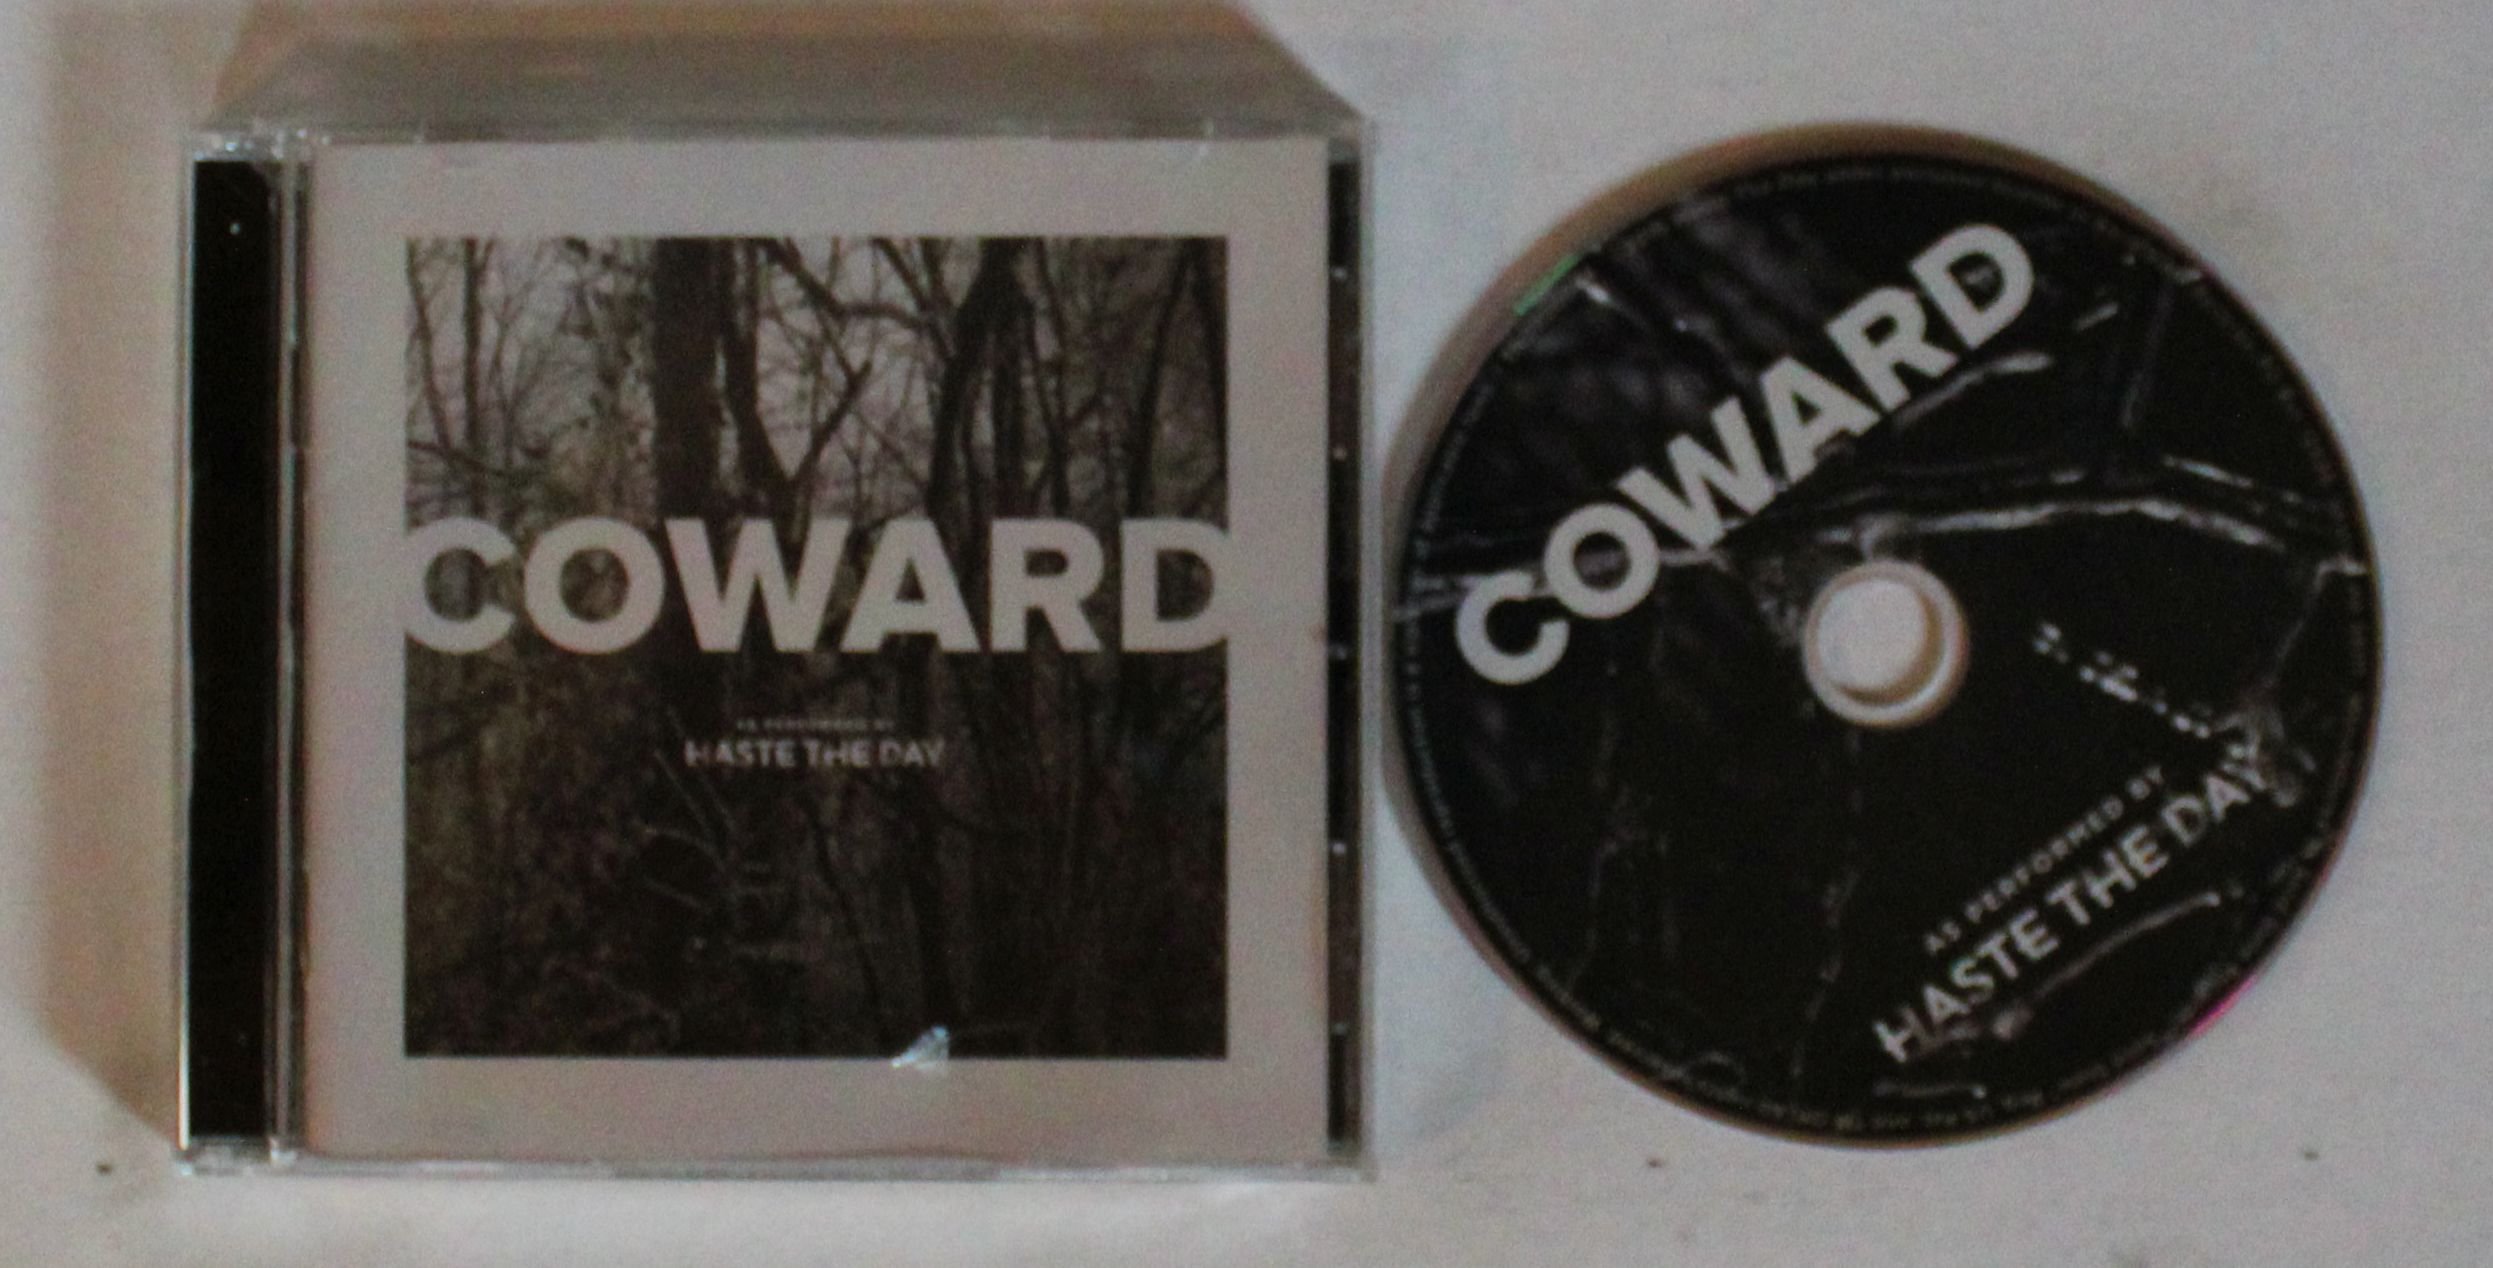 COWARD
AS PERFORMED BY
HASTE THE DAY
COWARD
AS PERFORMED BY
HASTE THE DAY